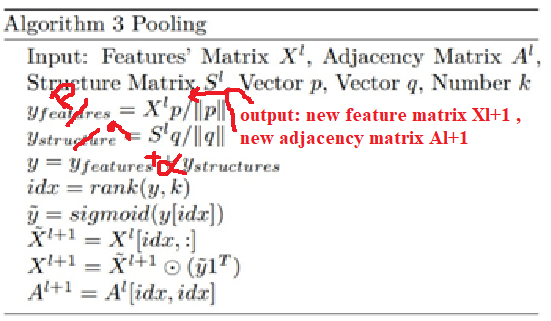 Algorithm 3 Pooling
Input: Features' Matrix X^l, Adjacency Matrix A^l,
Structure Matrix S^l Vector p, Vector q, Number k
y_features = X^l p/‖p‖
output: new feature matrix Xl+1 ,
new adjacency matrix Al+1
y_structure = S^l q/‖q‖
y = y_features +α y_structures
idx = rank(y, k)
ỹ = sigmoid(y[idx])
X̃^l+1 = X^l[idx, :]
X^l+1 = X̃^l+1 ⊙ (ỹ1^T)
A^l+1 = A^l[idx, idx]